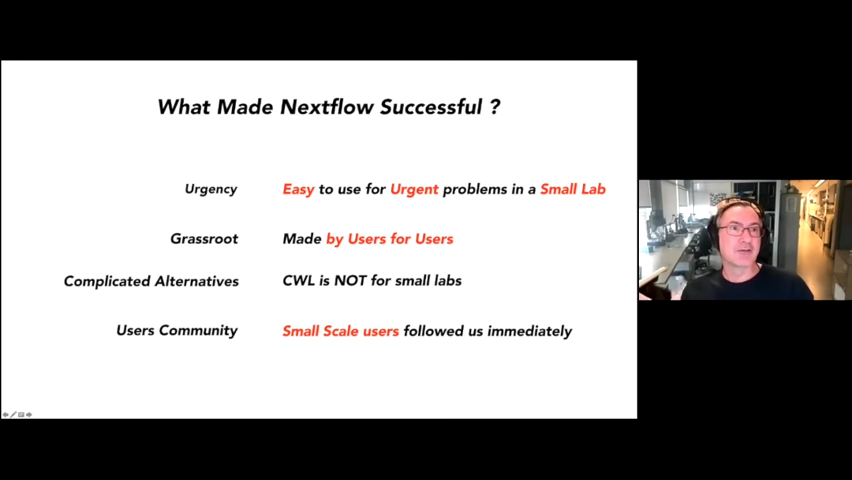 What Made Nextflow Successful ?
Urgency Easy to use for Urgent problems in a Small Lab
Grassroot Made by Users for Users
Complicated Alternatives CWL is NOT for small labs
Users Community Small Scale users followed us immediately